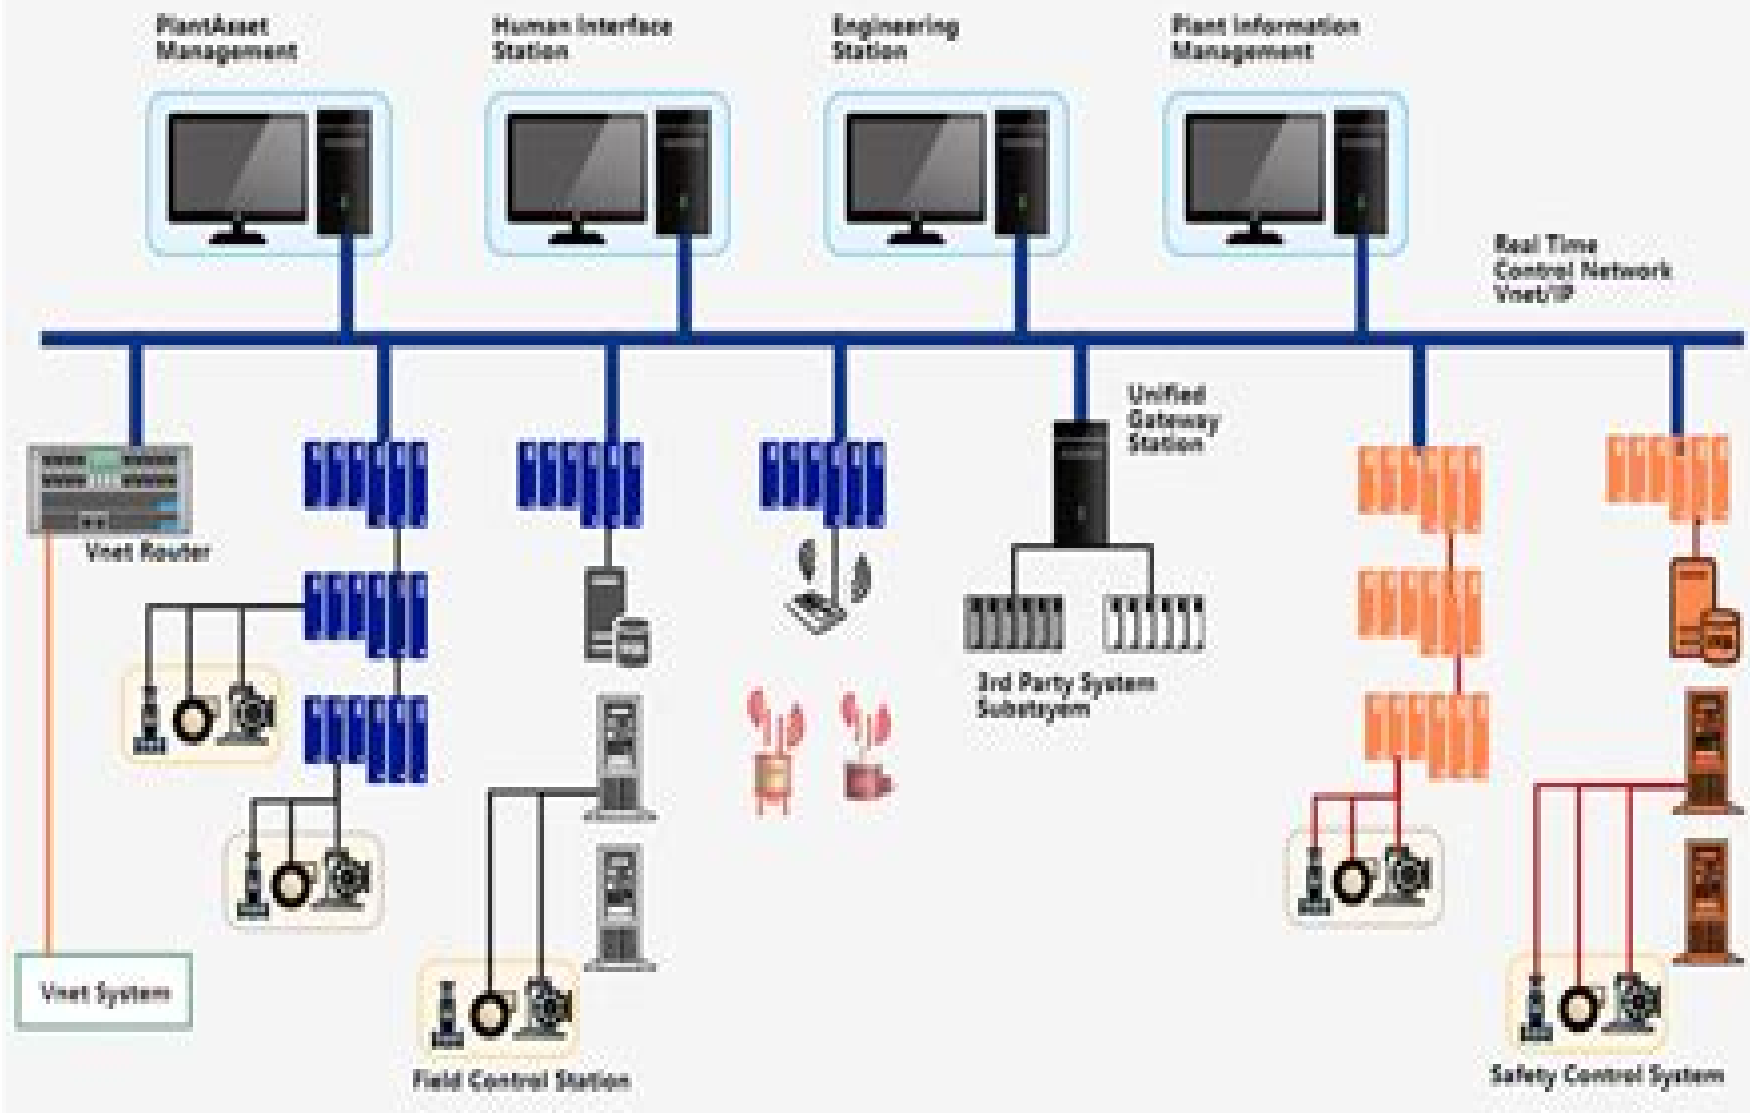 PlantAsset
Management
Human Interface
Station
Engineering
Station
Plant Information
Management
Real Time
Control Network
Vnet/IP
Unified
Gateway
Station
Vnet Router
3rd Party System
Substsyem
Vnet System
Field Control Station
Safety Control System